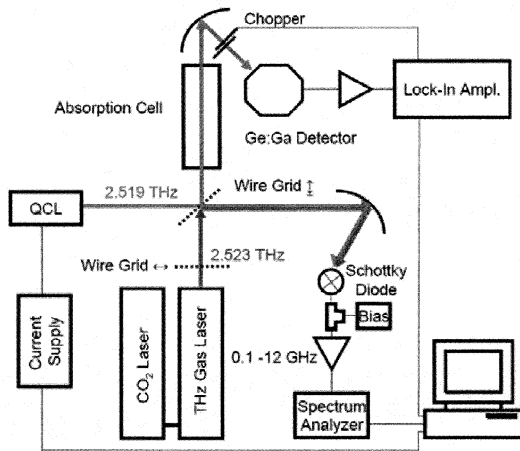 Chopper
Absorption Cell
Lock-In Ampl.
Ge:Ga Detector
2.519 THz
Wire Grid ↕
QCL
2.523 THz
Wire Grid ↔
Schottky
Diode
Bias
Current
Supply
CO₂ Laser
THz Gas Laser
0.1 -12 GHz
Spectrum
Analyzer